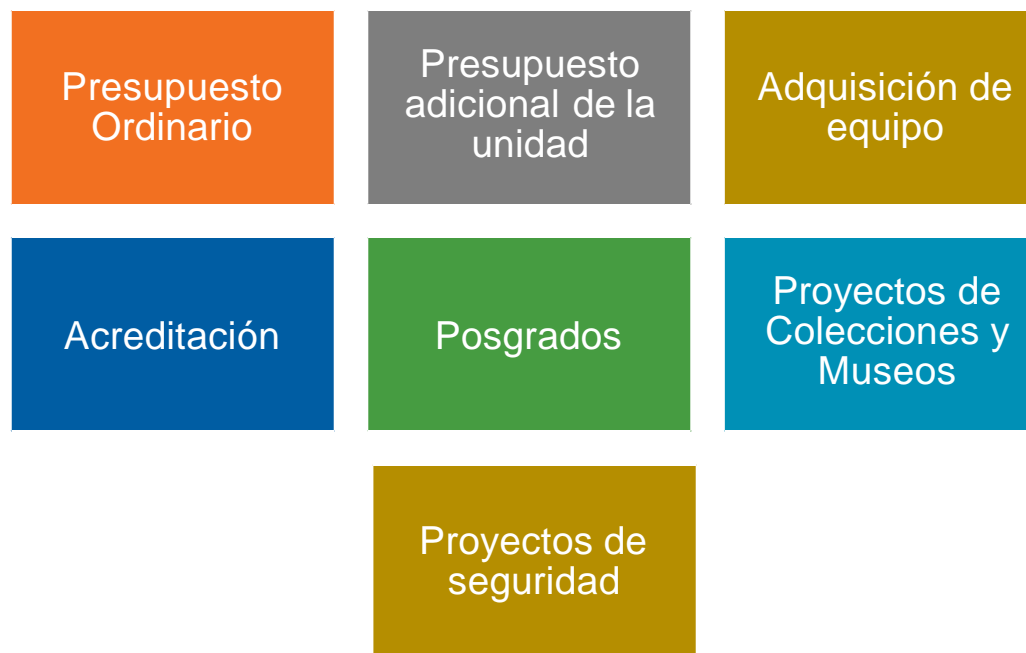 Presupuesto
Ordinario
Presupuesto
adicional de la
unidad
Adquisición de
equipo
Acreditación
Posgrados
Proyectos de
Colecciones y
Museos
Proyectos de
seguridad